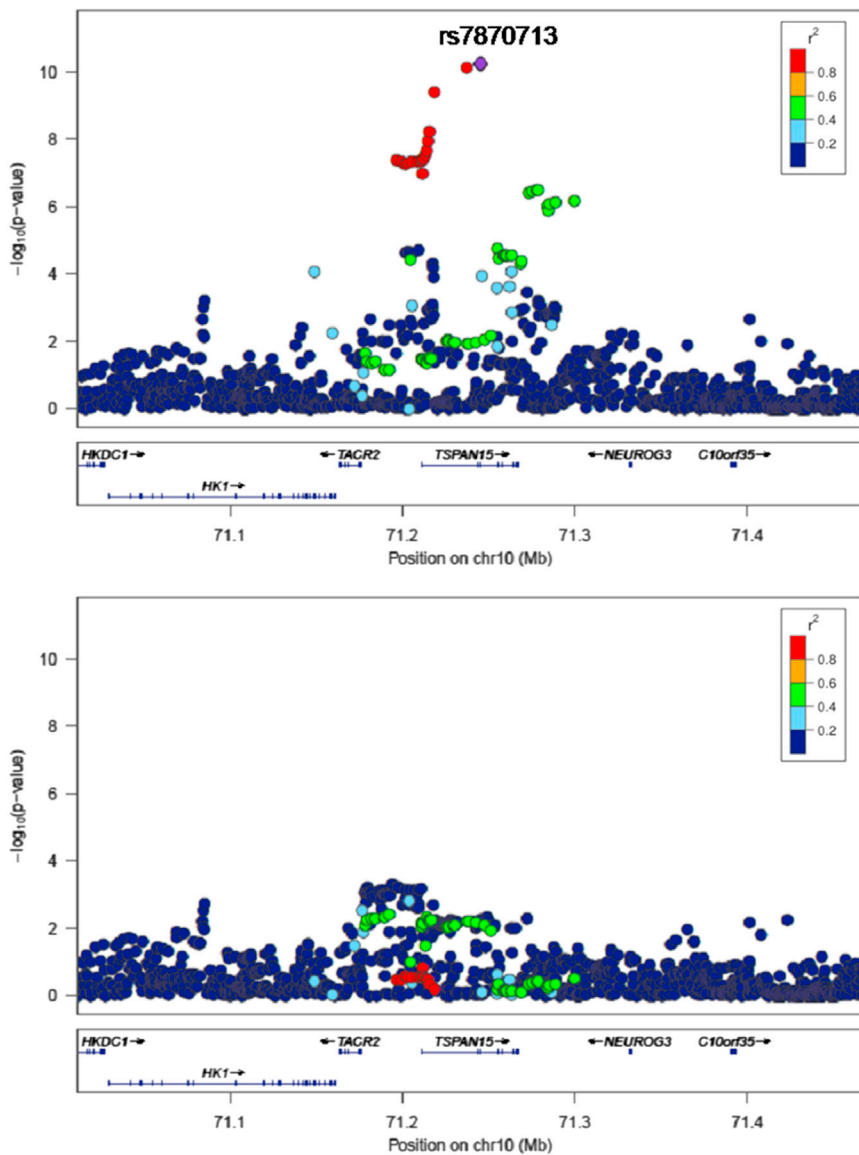 rs7870713
r2
0.8
0.6
0.4
0.2
10
8
6
4
2
0
−log10(p-value)
HKDC1→
←TACR2
TSPAN15→
←NEUROG3
C10orf35→
HK1→
71.1
71.2
71.3
71.4
Position on chr10 (Mb)
r2
0.8
0.6
0.4
0.2
10
8
6
4
2
0
−log10(p-value)
HKDC1→
←TACR2
TSPAN15→
←NEUROG3
C10orf35→
HK1→
71.1
71.2
71.3
71.4
Position on chr10 (Mb)